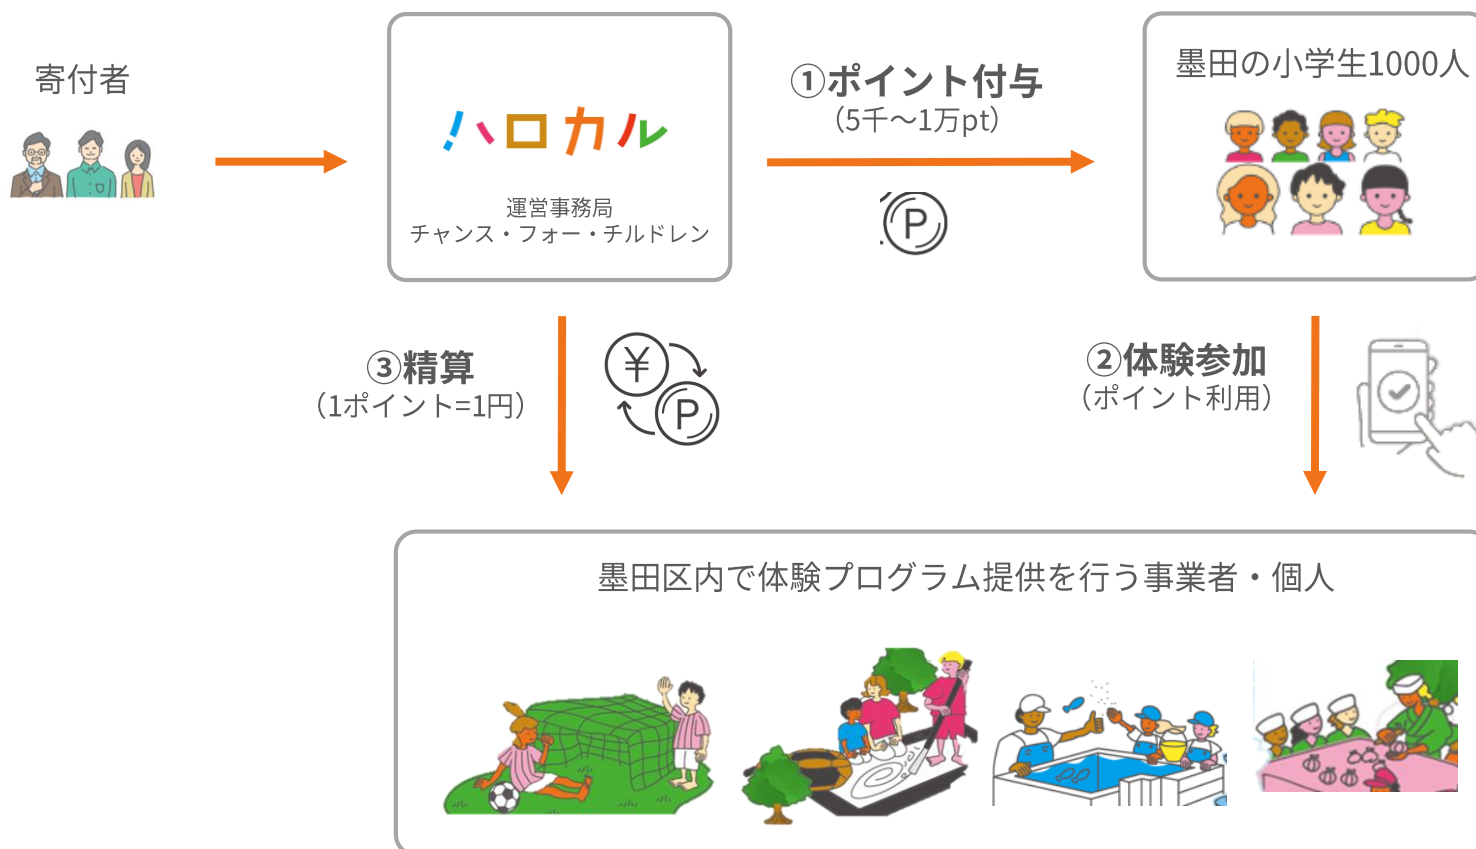 寄付者
!ハロカル
運営事務局
チャンス・フォー・チルドレン
①ポイント付与
（5千〜1万pt）
P
墨田の小学生1000人
③精算
（1ポイント=1円）
¥
P
②体験参加
（ポイント利用）
墨田区内で体験プログラム提供を行う事業者・個人